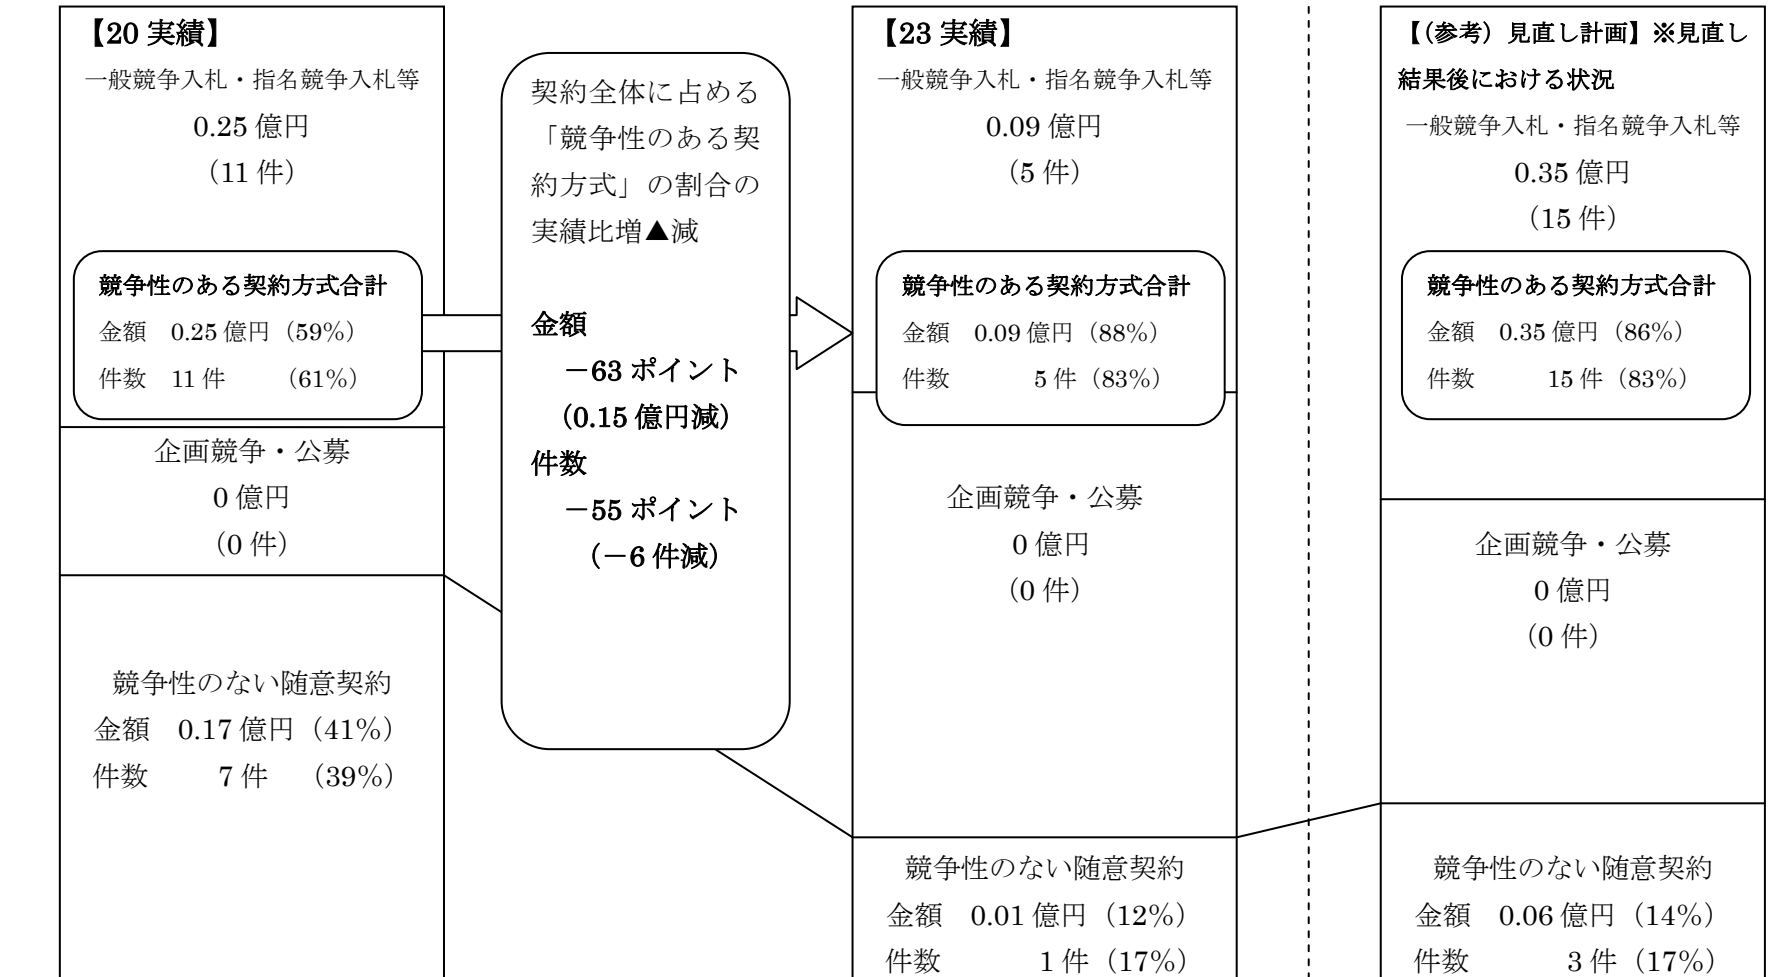 【20 実績】
一般競争入札・指名競争入札等
0.25 億円
（11 件）
競争性のある契約方式合計
金額　0.25 億円（59％）
件数　11 件　　（61％）
企画競争・公募
0 億円
（0 件）
競争性のない随意契約
金額　0.17 億円（41％）
件数　　7 件　（39％）
契約全体に占める
「競争性のある契
約方式」の割合の
実績比増▲減
金額
－63 ポイント
（0.15 億円減）
件数
－55 ポイント
（－6 件減）
【23 実績】
一般競争入札・指名競争入札等
0.09 億円
（5 件）
競争性のある契約方式合計
金額　0.09 億円（88％）
件数　　　5 件（83％）
企画競争・公募
0 億円
（0 件）
競争性のない随意契約
金額　0.01 億円（12％）
件数　　　1 件（17％）
【（参考）見直し計画】※見直し
結果後における状況
一般競争入札・指名競争入札等
0.35 億円
（15 件）
競争性のある契約方式合計
金額　0.35 億円（86％）
件数　　　15 件（83％）
企画競争・公募
0 億円
（0 件）
競争性のない随意契約
金額　0.06 億円（14％）
件数　　　3 件（17％）